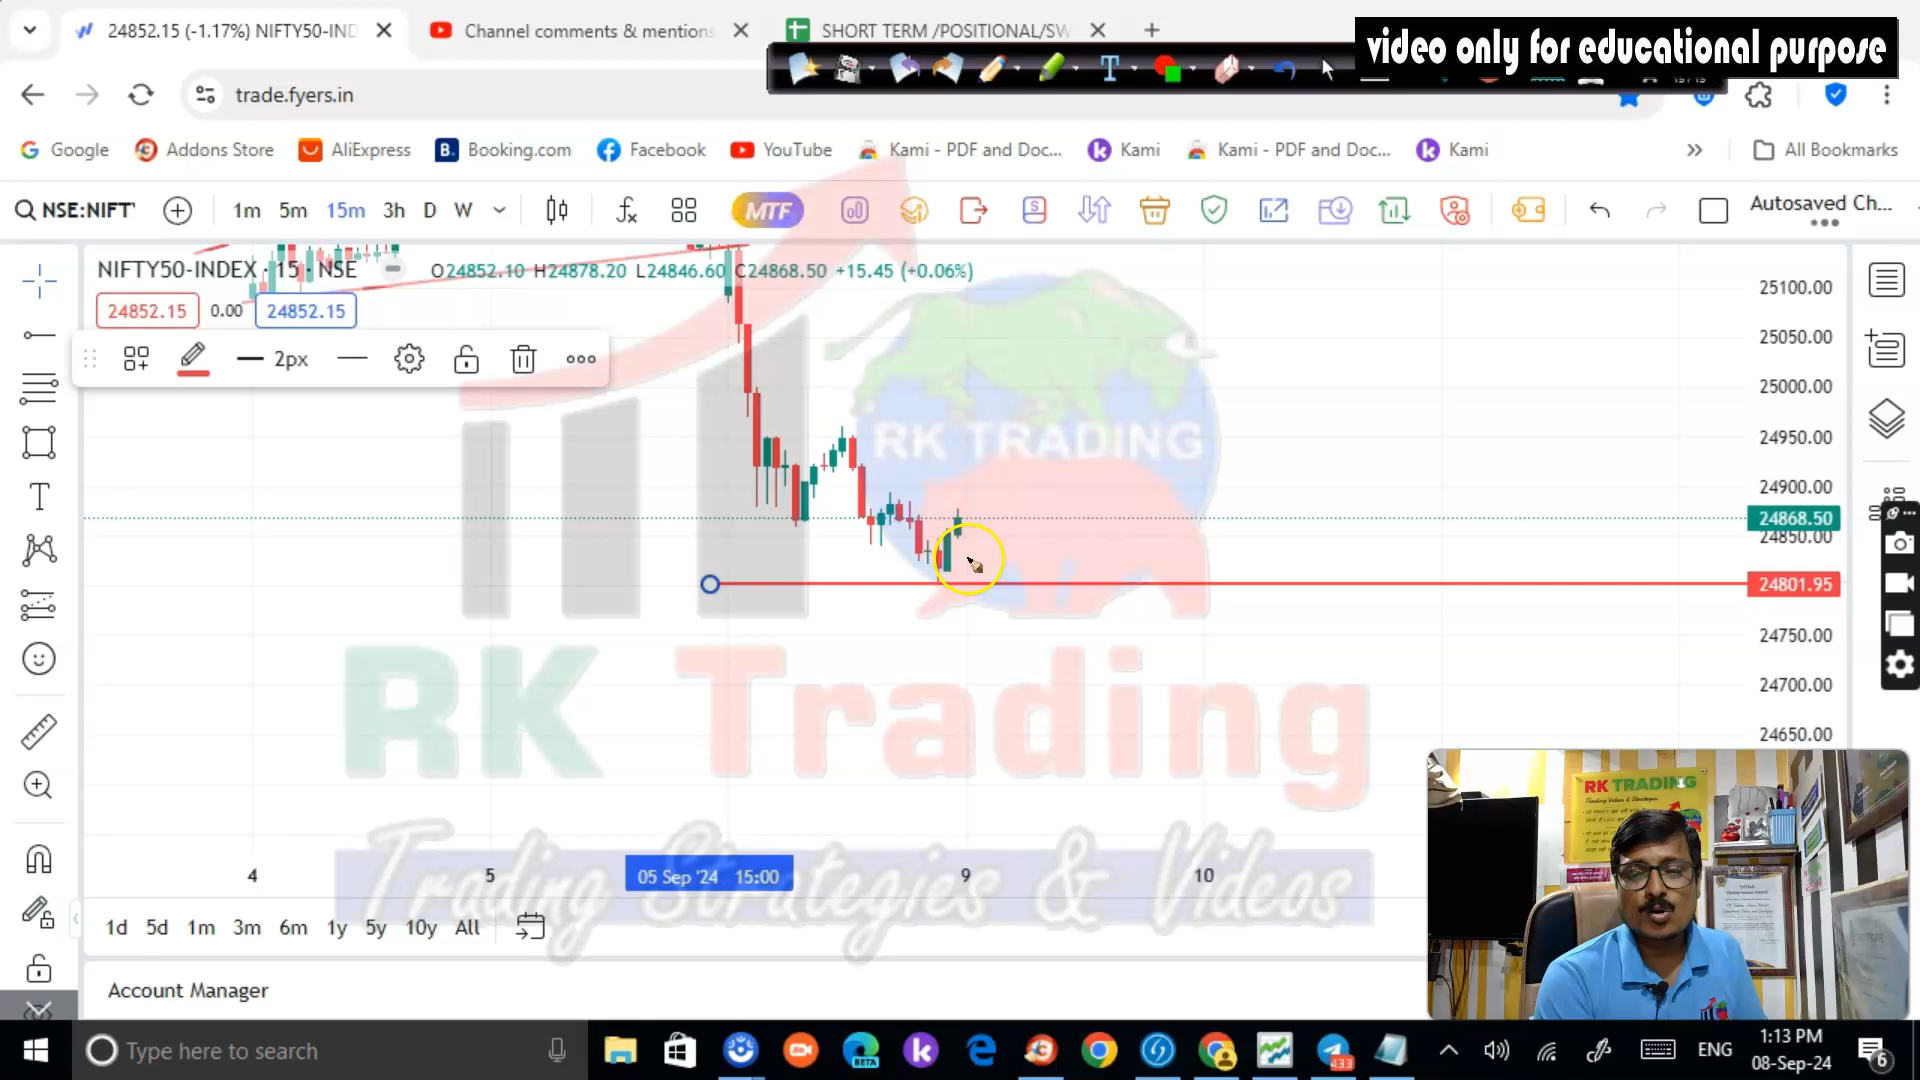 24852.15 (-1.17%) NIFTY50-IND
Channel comments & mentions
SHORT TERM /POSITIONAL/SW
video only for educational purpose
trade.fyers.in
Google
Addons Store
AliExpress
Booking.com
Facebook
YouTube
Kami - PDF and Doc...
Kami
Kami - PDF and Doc...
Kami
All Bookmarks
NSE:NIFT
1m 5m 15m 3h D W
MTF
Autosaved Ch...
NIFTY50-INDEX · 15 · NSE
O24852.10 H24878.20 L24846.60 C24868.50 +15.45 (+0.06%)
24852.15 0.00 24852.15
2px
25100.00
25050.00
25000.00
24950.00
24900.00
24868.50
24850.00
24801.95
24750.00
24700.00
24650.00
RK TRADING
RK Trading
Trading Strategies & Videos
4 5 05 Sep '24 15:00 9 10
1d 5d 1m 3m 6m 1y 5y 10y All
Account Manager
RK TRADING
Trading Videos & Strategies
Type here to search
BETA
433
ENG
1:13 PM
08-Sep-24
6